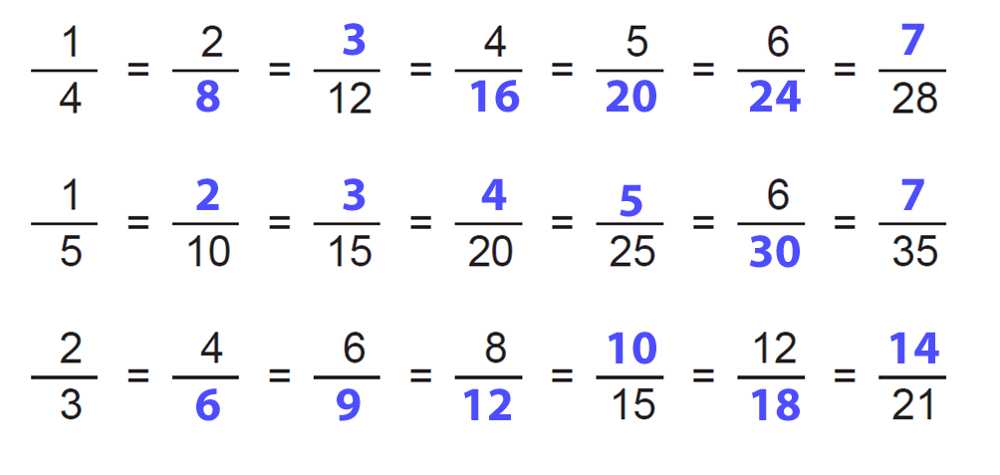 1/4 = 2/8 = 3/12 = 4/16 = 5/20 = 6/24 = 7/28
1/5 = 2/10 = 3/15 = 4/20 = 5/25 = 6/30 = 7/35
2/3 = 4/6 = 6/9 = 8/12 = 10/15 = 12/18 = 14/21